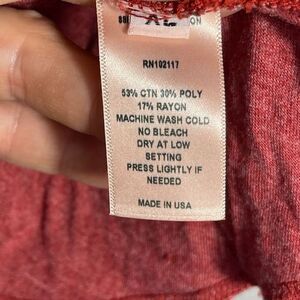 XL
RN102117
53% CTN 30% POLY
17% RAYON
MACHINE WASH COLD
NO BLEACH
DRY AT LOW
SETTING
PRESS LIGHTLY IF
NEEDED
MADE IN USA